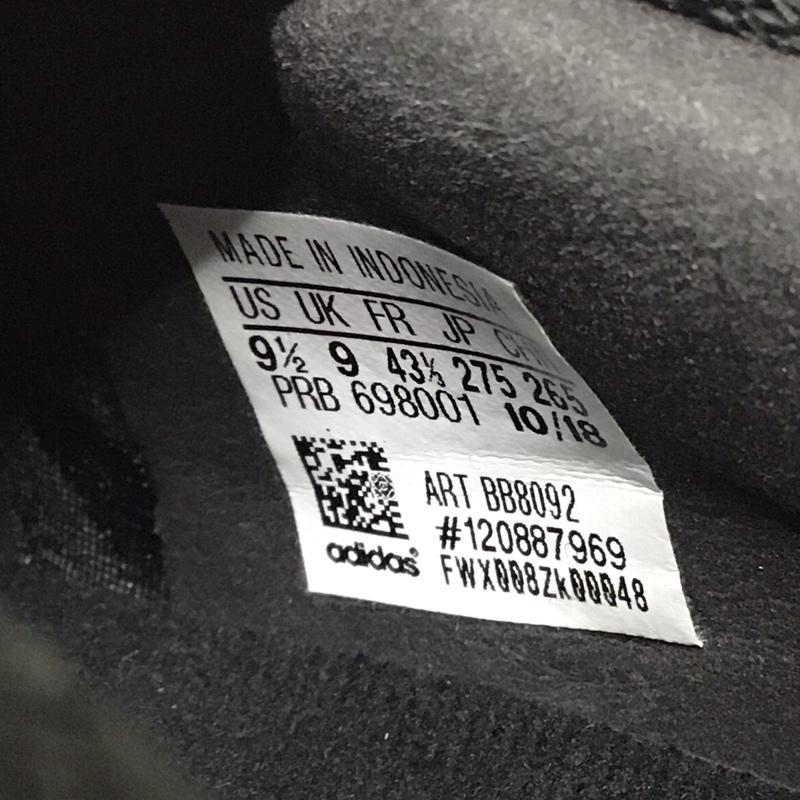 MADE IN INDONESIA
US UK FR JP CHN
9½ 9 43⅓ 275 265
PRB 698001 10/18
ART BB8092
#120887969
adidas®
FWX008Zk00048